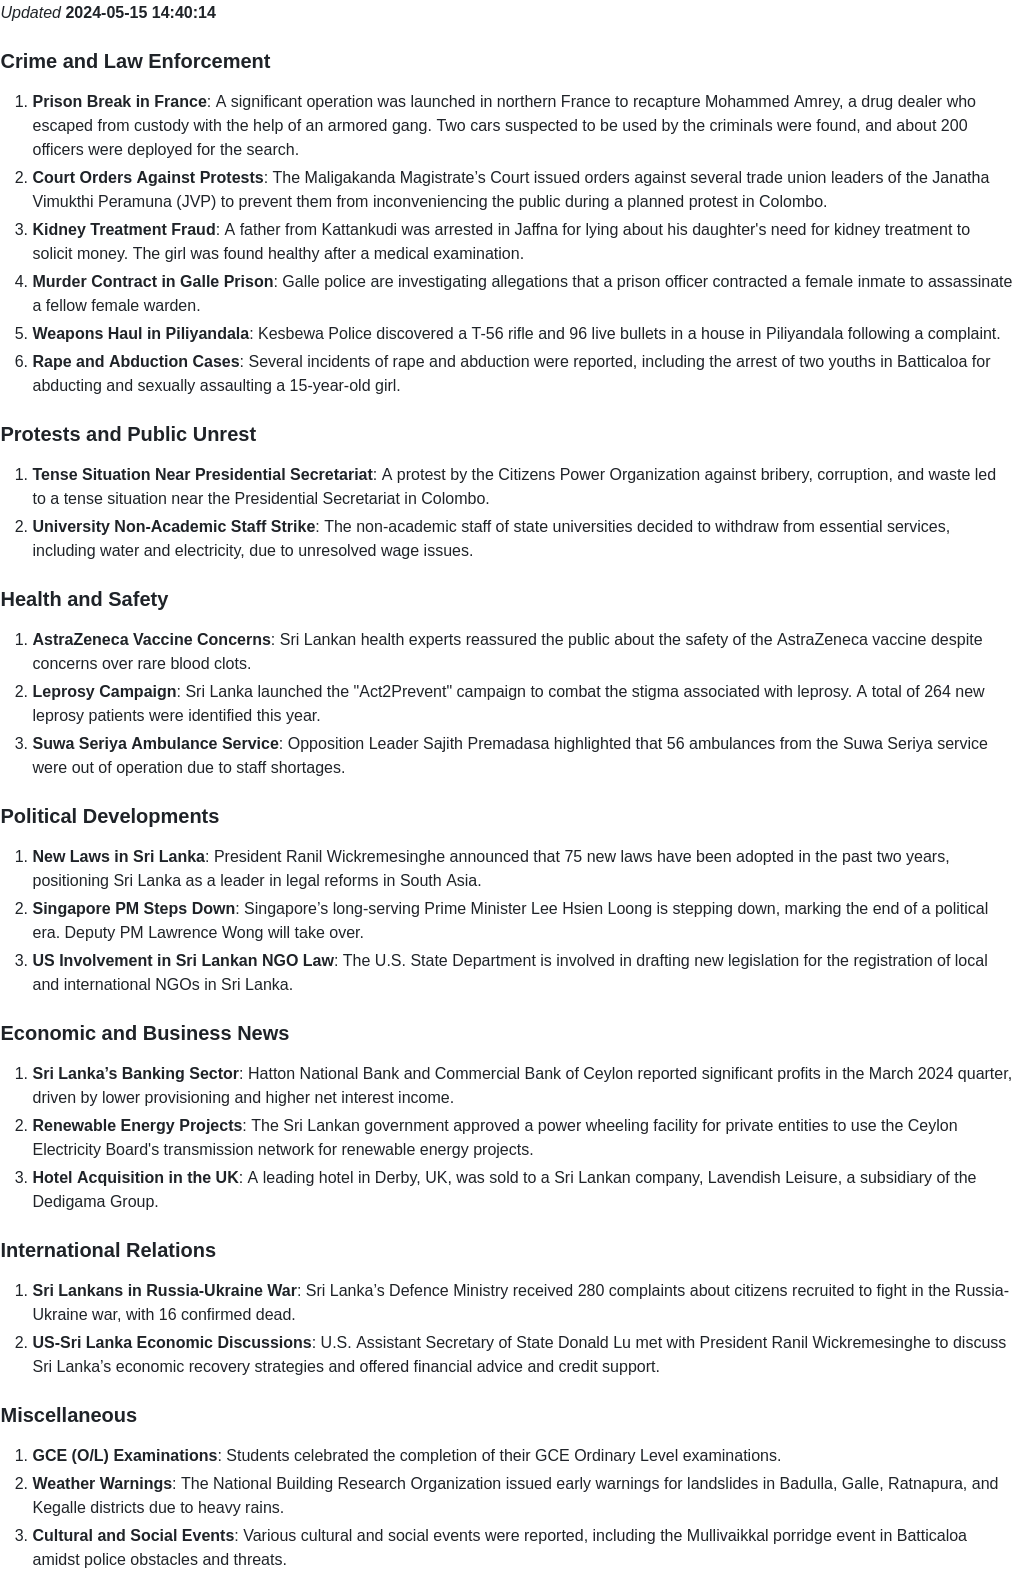 Updated 2024-05-15 14:40:14
Crime and Law Enforcement
1. Prison Break in France: A significant operation was launched in northern France to recapture Mohammed Amrey, a drug dealer who
escaped from custody with the help of an armored gang. Two cars suspected to be used by the criminals were found, and about 200
officers were deployed for the search.
2. Court Orders Against Protests: The Maligakanda Magistrate’s Court issued orders against several trade union leaders of the Janatha
Vimukthi Peramuna (JVP) to prevent them from inconveniencing the public during a planned protest in Colombo.
3. Kidney Treatment Fraud: A father from Kattankudi was arrested in Jaffna for lying about his daughter's need for kidney treatment to
solicit money. The girl was found healthy after a medical examination.
4. Murder Contract in Galle Prison: Galle police are investigating allegations that a prison officer contracted a female inmate to assassinate
a fellow female warden.
5. Weapons Haul in Piliyandala: Kesbewa Police discovered a T-56 rifle and 96 live bullets in a house in Piliyandala following a complaint.
6. Rape and Abduction Cases: Several incidents of rape and abduction were reported, including the arrest of two youths in Batticaloa for
abducting and sexually assaulting a 15-year-old girl.
Protests and Public Unrest
1. Tense Situation Near Presidential Secretariat: A protest by the Citizens Power Organization against bribery, corruption, and waste led
to a tense situation near the Presidential Secretariat in Colombo.
2. University Non-Academic Staff Strike: The non-academic staff of state universities decided to withdraw from essential services,
including water and electricity, due to unresolved wage issues.
Health and Safety
1. AstraZeneca Vaccine Concerns: Sri Lankan health experts reassured the public about the safety of the AstraZeneca vaccine despite
concerns over rare blood clots.
2. Leprosy Campaign: Sri Lanka launched the "Act2Prevent" campaign to combat the stigma associated with leprosy. A total of 264 new
leprosy patients were identified this year.
3. Suwa Seriya Ambulance Service: Opposition Leader Sajith Premadasa highlighted that 56 ambulances from the Suwa Seriya service
were out of operation due to staff shortages.
Political Developments
1. New Laws in Sri Lanka: President Ranil Wickremesinghe announced that 75 new laws have been adopted in the past two years,
positioning Sri Lanka as a leader in legal reforms in South Asia.
2. Singapore PM Steps Down: Singapore’s long-serving Prime Minister Lee Hsien Loong is stepping down, marking the end of a political
era. Deputy PM Lawrence Wong will take over.
3. US Involvement in Sri Lankan NGO Law: The U.S. State Department is involved in drafting new legislation for the registration of local
and international NGOs in Sri Lanka.
Economic and Business News
1. Sri Lanka’s Banking Sector: Hatton National Bank and Commercial Bank of Ceylon reported significant profits in the March 2024 quarter,
driven by lower provisioning and higher net interest income.
2. Renewable Energy Projects: The Sri Lankan government approved a power wheeling facility for private entities to use the Ceylon
Electricity Board's transmission network for renewable energy projects.
3. Hotel Acquisition in the UK: A leading hotel in Derby, UK, was sold to a Sri Lankan company, Lavendish Leisure, a subsidiary of the
Dedigama Group.
International Relations
1. Sri Lankans in Russia-Ukraine War: Sri Lanka’s Defence Ministry received 280 complaints about citizens recruited to fight in the Russia-
Ukraine war, with 16 confirmed dead.
2. US-Sri Lanka Economic Discussions: U.S. Assistant Secretary of State Donald Lu met with President Ranil Wickremesinghe to discuss
Sri Lanka’s economic recovery strategies and offered financial advice and credit support.
Miscellaneous
1. GCE (O/L) Examinations: Students celebrated the completion of their GCE Ordinary Level examinations.
2. Weather Warnings: The National Building Research Organization issued early warnings for landslides in Badulla, Galle, Ratnapura, and
Kegalle districts due to heavy rains.
3. Cultural and Social Events: Various cultural and social events were reported, including the Mullivaikkal porridge event in Batticaloa
amidst police obstacles and threats.